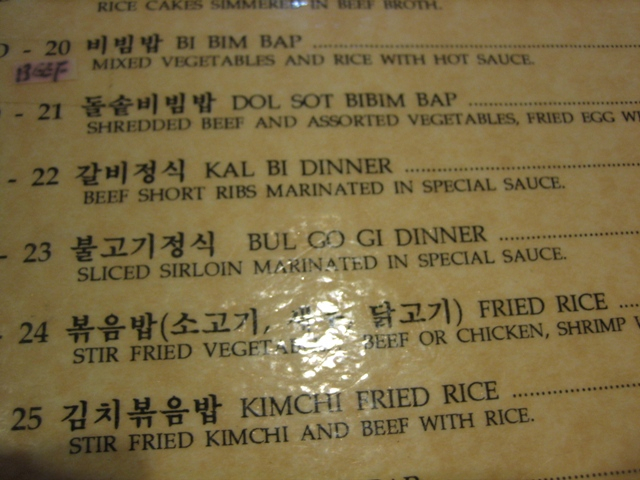 RICE CAKES SIMMERED IN BEEF BROTH.
- 20 비빔밥 BI BIM BAP
BEEF
MIXED VEGETABLES AND RICE WITH HOT SAUCE.
- 21 돌솥비빔밥 DOL SOT BIBIM BAP
SHREDDED BEEF AND ASSORTED VEGETABLES, FRIED EGG
- 22 갈비정식 KAL BI DINNER
BEEF SHORT RIBS MARINATED IN SPECIAL SAUCE.
- 23 불고기정식 BUL GO GI DINNER
SLICED SIRLOIN MARINATED IN SPECIAL SAUCE.
- 24 볶음밥(소고기, 닭고기) FRIED RICE
STIR FRIED VEGETABLES, BEEF OR CHICKEN, SHRIMP
25 김치볶음밥 KIMCHI FRIED RICE
STIR FRIED KIMCHI AND BEEF WITH RICE.